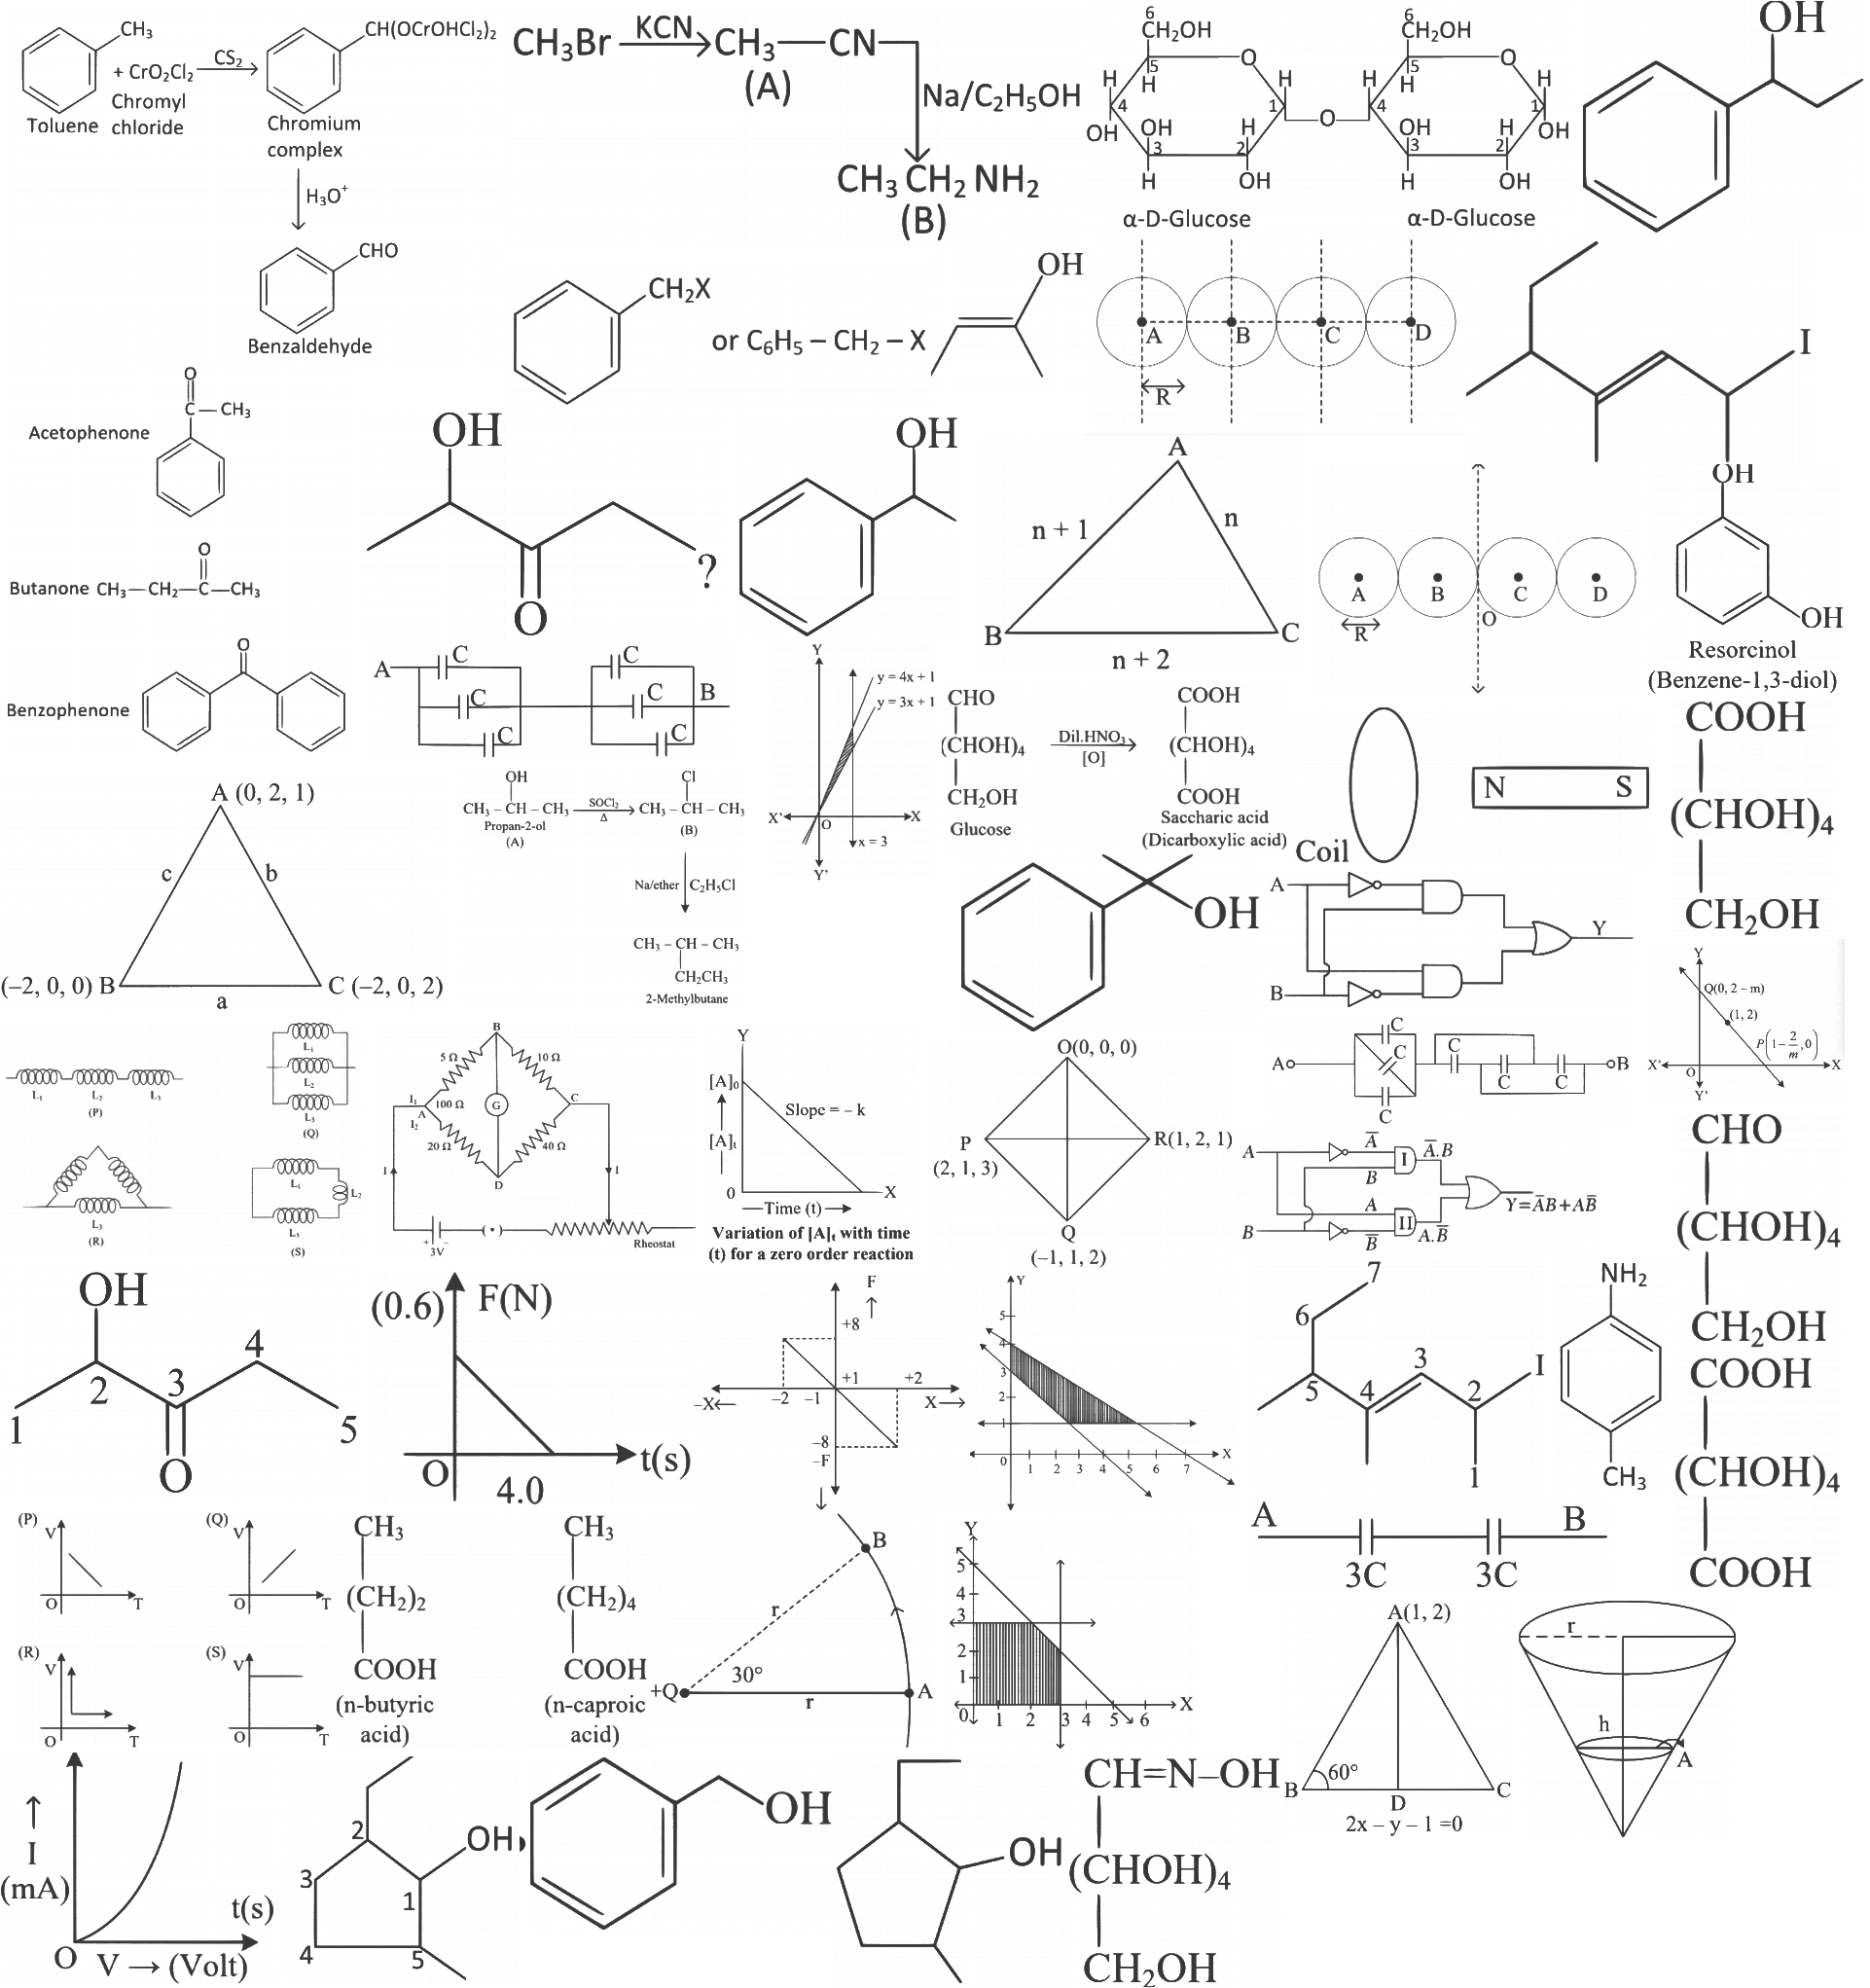 CH3
+ CrO2Cl2
CS2
Toluene
Chromyl
chloride
CH(OCrOHCl2)2
Chromium
complex
H3O+
CHO
Benzaldehyde
CH3Br
KCN
CH3—CN
(A)
Na/C2H5OH
CH3 CH2 NH2
(B)
6
CH2OH
5
O
H
H
H
4
1
OH
OH
H
3
2
H
OH
α-D-Glucose
O
6
CH2OH
5
O
H
H
H
4
1
OH
H
OH
3
2
H
OH
α-D-Glucose
OH
CH2X
or C6H5 – CH2 – X
OH
A
B
C
D
R
I
Acetophenone
O
C—CH3
OH
O
?
OH
A
n + 1
n
B
C
n + 2
A
B
C
D
R
O
OH
OH
Resorcinol
(Benzene-1,3-diol)
Butanone CH3—CH2—C—CH3
O
Benzophenone
O
A
C
C
C
C
C
C
B
Y
y = 4x + 1
y = 3x + 1
X'
O
X
x = 3
Y'
CHO
(CHOH)4
CH2OH
Glucose
Dil.HNO3
[O]
COOH
(CHOH)4
COOH
Saccharic acid
(Dicarboxylic acid)
Coil
N
S
COOH
(CHOH)4
CH2OH
OH
CH3 – CH – CH3
Propan-2-ol
(A)
SOCl2
Δ
Cl
CH3 – CH – CH3
(B)
Na/ether
C2H5Cl
CH3 – CH – CH3
CH2CH3
2-Methylbutane
A (0, 2, 1)
c
b
(–2, 0, 0) B
C (–2, 0, 2)
a
OH
A
B
Y
Y
Q(0, 2 – m)
(1, 2)
P(1–2/m, 0)
X'
O
X
Y'
L1
L2
L3
(P)
L1
L2
L3
(Q)
L3
(R)
L1
L2
L3
(S)
B
5 Ω
10 Ω
I1
A
100 Ω
G
C
I2
20 Ω
40 Ω
D
I
I
+
–
3V
(•)
Rheostat
Y
[A]0
Slope = – k
[A]t
0
X
Time (t)
Variation of [A]t with time
(t) for a zero order reaction
O(0, 0, 0)
P
(2, 1, 3)
R(1, 2, 1)
Q
(–1, 1, 2)
A
C
C
C
C
C
C
B
A
A̅
I
A̅.B
B
A
II
B
B̅
A.B̅
Y=A̅B+AB̅
CHO
(CHOH)4
CH2OH
OH
4
2
3
1
5
O
(0.6)
F(N)
O
4.0
t(s)
F
+8
+1
+2
–X
–2
–1
X
–8
–F
Y
5
4
3
2
1
0
1
2
3
4
5
6
7
X
7
6
5
4
3
2
I
1
NH2
CH3
COOH
(CHOH)4
COOH
(P)
V
O
T
(Q)
V
O
T
(R)
V
O
T
(S)
V
O
T
CH3
(CH2)2
COOH
(n-butyric
acid)
CH3
(CH2)4
COOH
(n-caproic
acid)
B
r
30°
+Q
r
A
Y
5
4
3
2
1
0
1
2
3
4
5
6
X
A
B
3C
3C
A(1, 2)
60°
B
D
C
2x – y – 1 =0
r
h
A
I
(mA)
t(s)
O
V → (Volt)
2
OH
3
1
4
5
,
OH
OH
CH=N–OH
(CHOH)4
CH2OH